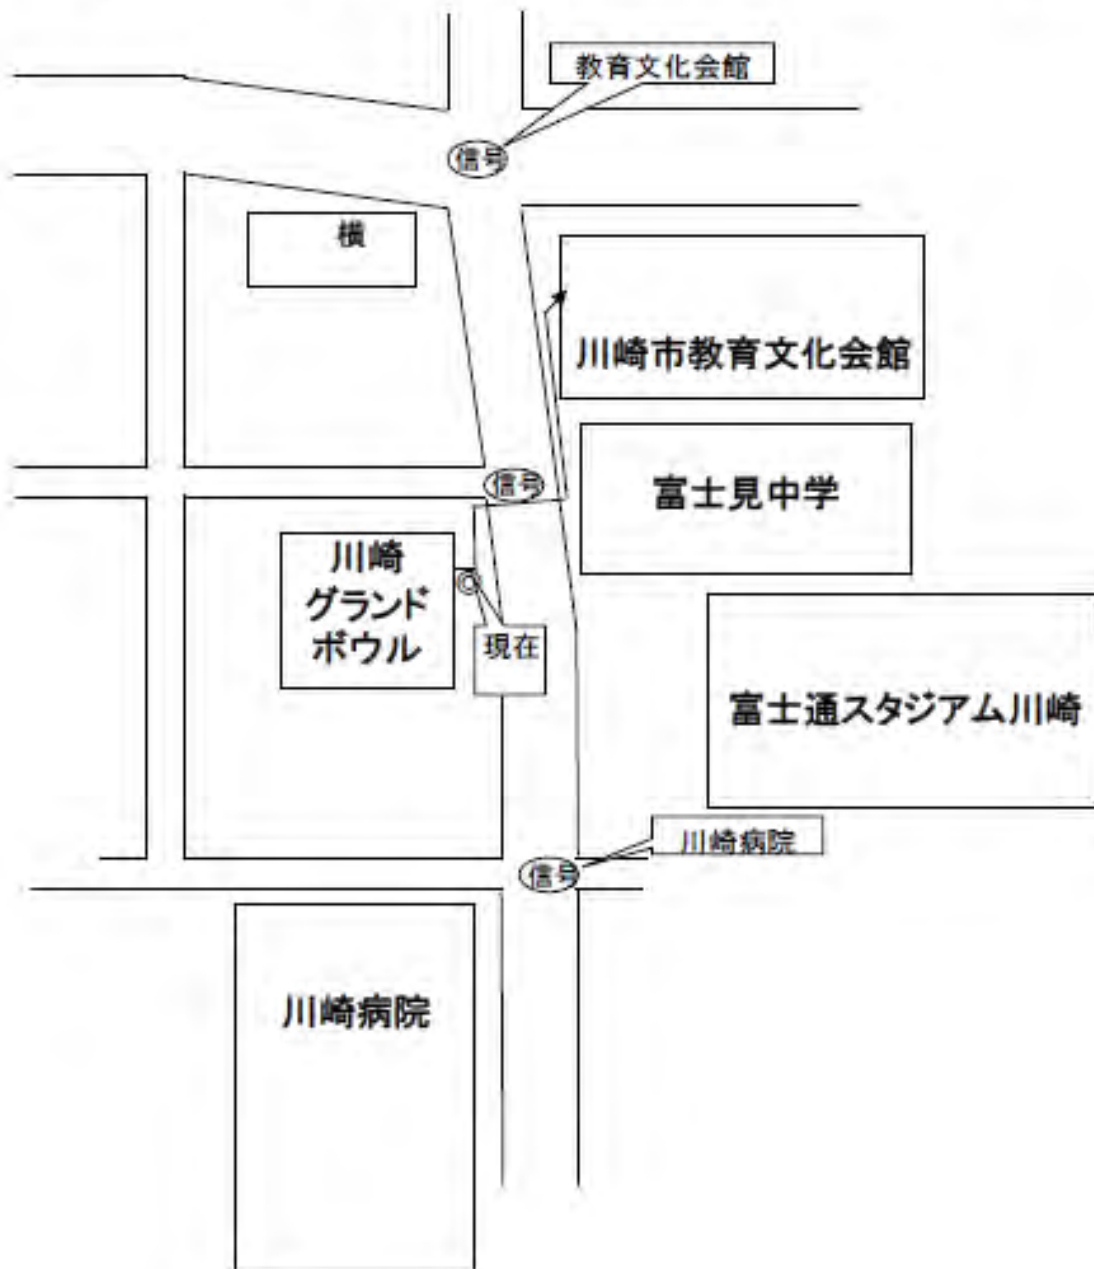 教育文化会館
信号
横
川崎市教育文化会館
信号
富士見中学
川崎
グランド
ボウル
現在
富士通スタジアム川崎
川崎病院
信号
川崎病院